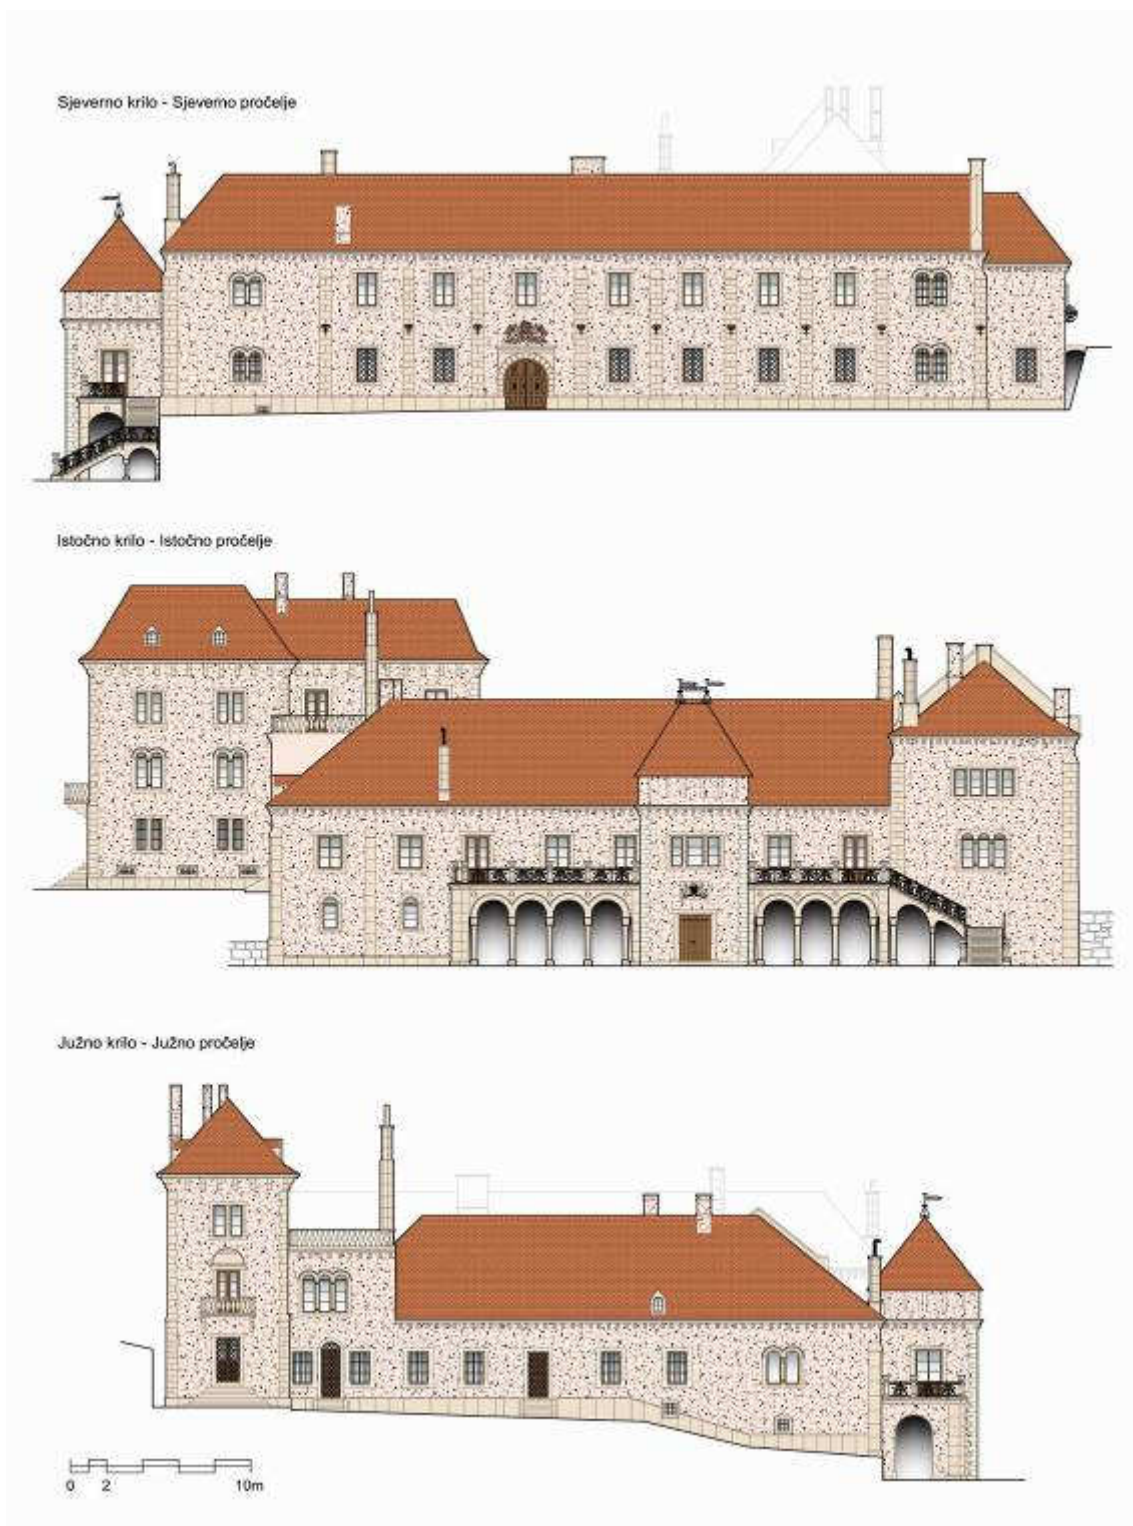 Sjeverno krilo - Sjeverno pročelje
Istočno krilo - Istočno pročelje
Južno krilo - Južno pročelje
0 2 10m